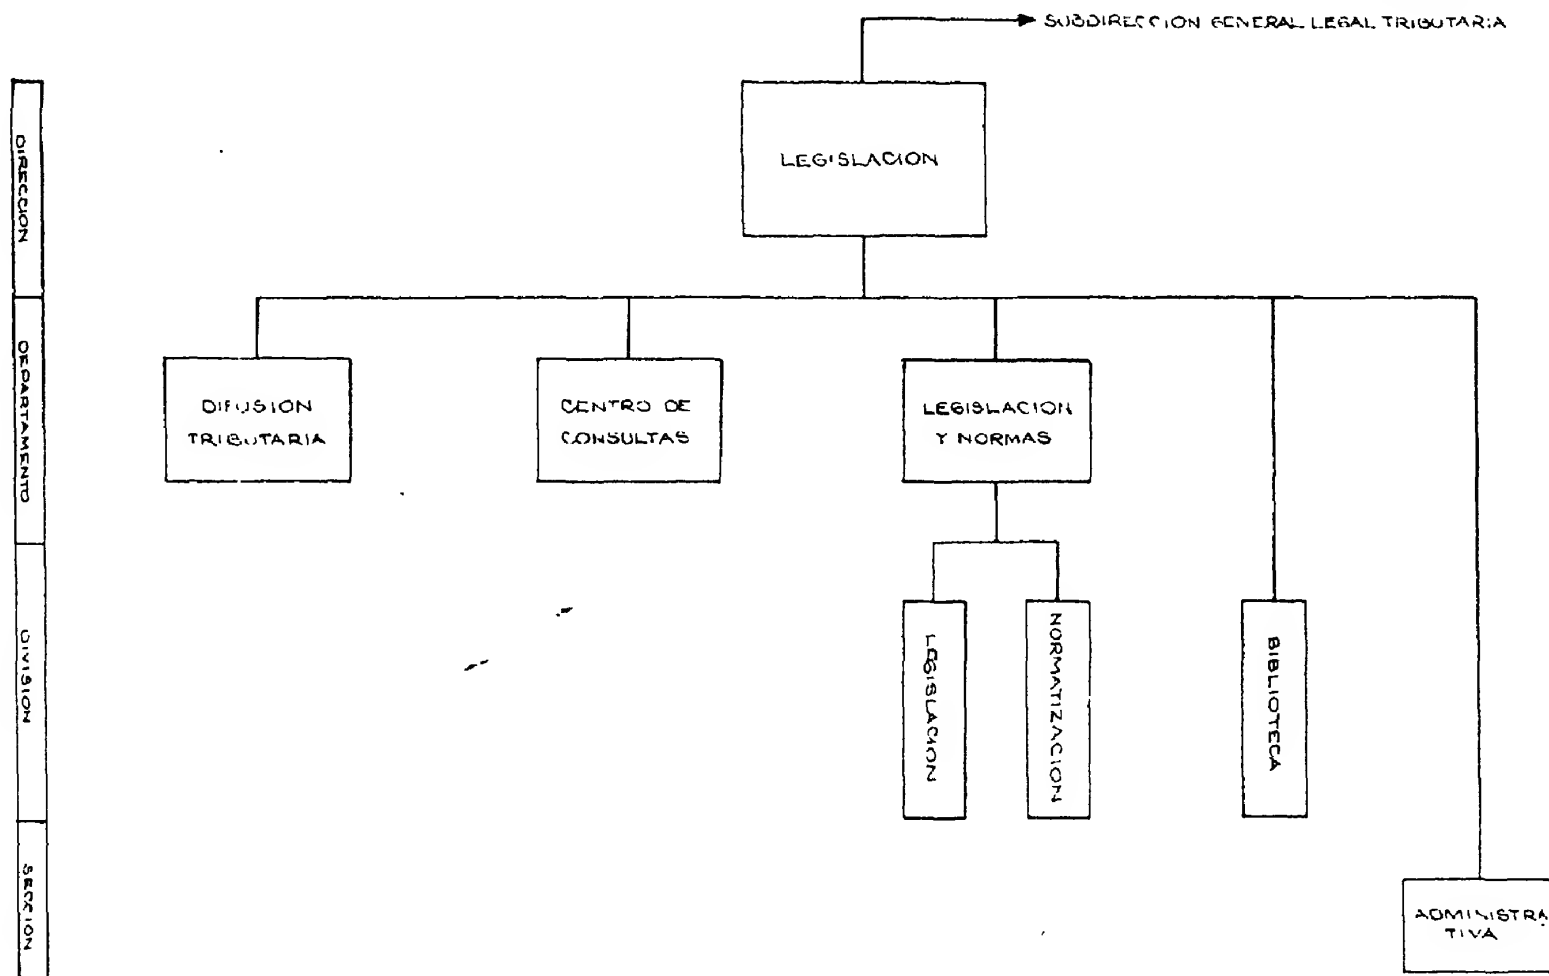 SUBDIRECCION GENERAL LEGAL TRIBUTARIA
DIRECCION
LEGISLACION
DEPARTAMENTO
DIFUSION
TRIBUTARIA
CENTRO DE
CONSULTAS
LEGISLACION
Y NORMAS
DIVISION
LEGISLACION
NORMATIZACION
BIBLIOTECA
SECCION
ADMINISTRA
TIVA